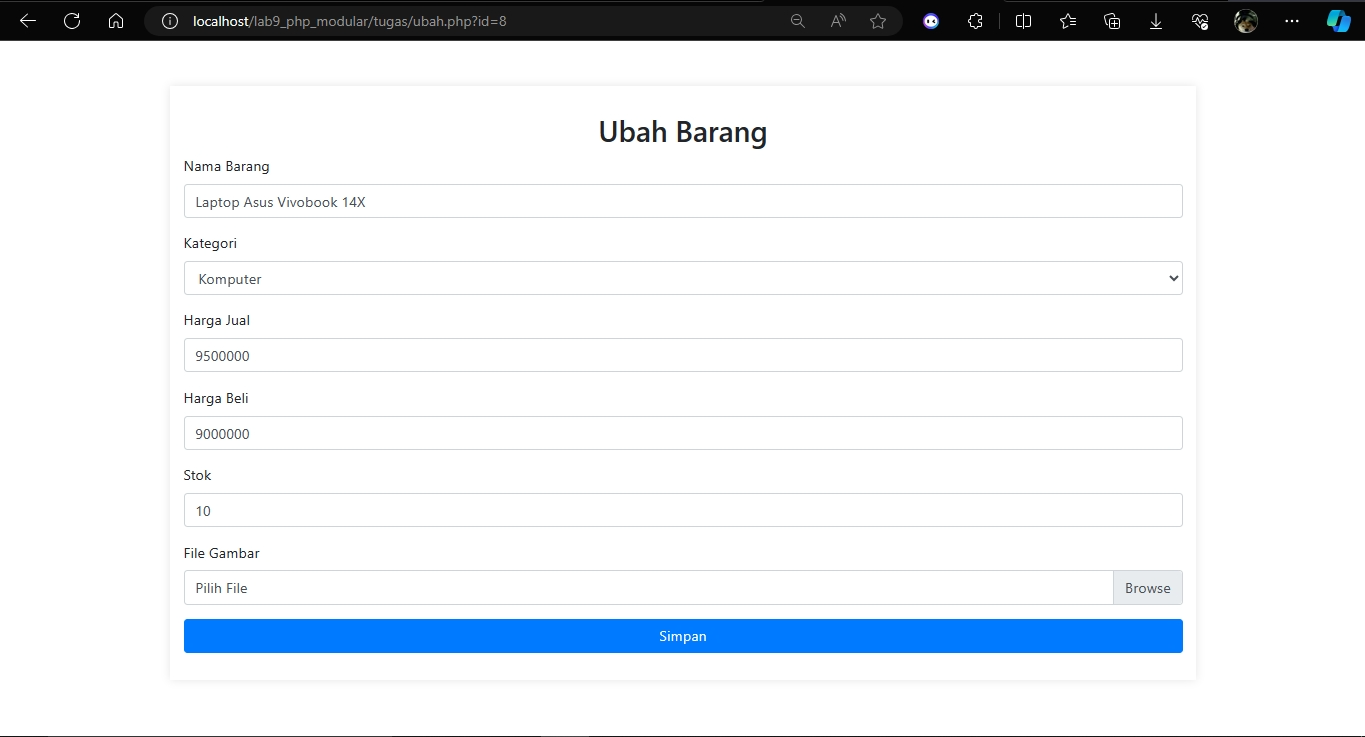 localhost/lab9_php_modular/tugas/ubah.php?id=8
Ubah Barang
Nama Barang
Laptop Asus Vivobook 14X
Kategori
Komputer
Harga Jual
9500000
Harga Beli
9000000
Stok
10
File Gambar
Pilih File Browse
Simpan